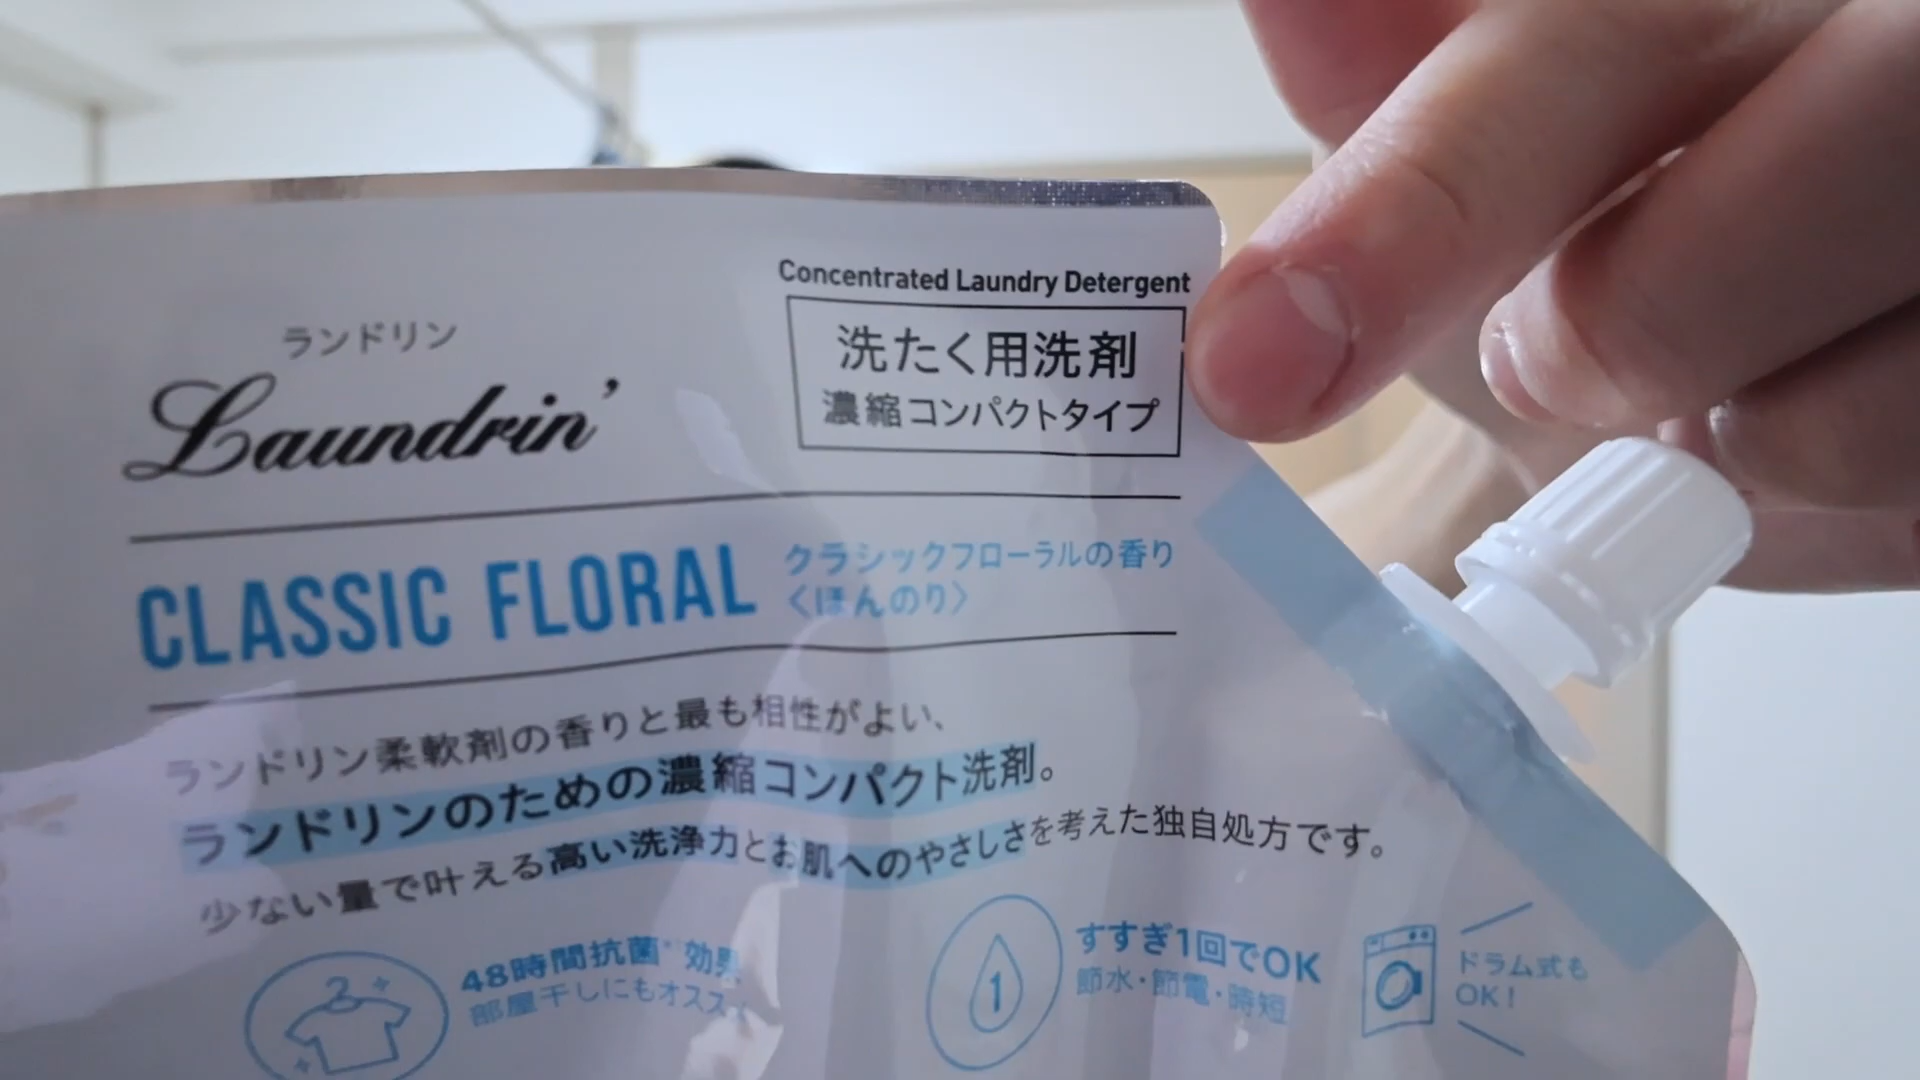 Concentrated Laundry Detergent
洗たく用洗剤
濃縮コンパクトタイプ
ランドリン
Laundrin'
CLASSIC FLORAL
クラシックフローラルの香り
〈ほんのり〉
ランドリン柔軟剤の香りと最も相性がよい、
ランドリンのための濃縮コンパクト洗剤。
少ない量で叶える高い洗浄力とお肌へのやさしさを考えた独自処方です。
48時間抗菌*効果
部屋干しにもオスス
1
すすぎ1回でOK
節水・節電・時短
ドラム式も
OK!